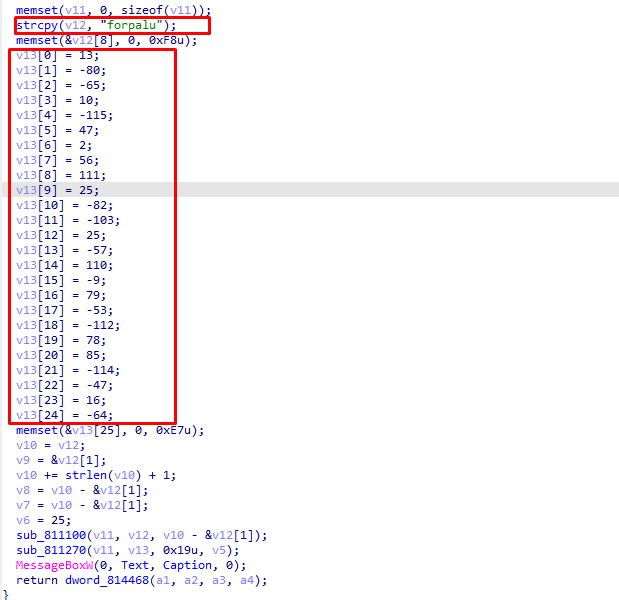 memset(v11, 0, sizeof(v11));
strcpy(v12, "forpalu");
memset(&v12[8], 0, 0xF8u);
v13[0] = 13;
v13[1] = -80;
v13[2] = -65;
v13[3] = 10;
v13[4] = -115;
v13[5] = 47;
v13[6] = 2;
v13[7] = 56;
v13[8] = 111;
v13[9] = 25;
v13[10] = -82;
v13[11] = -103;
v13[12] = 25;
v13[13] = -57;
v13[14] = 110;
v13[15] = -9;
v13[16] = 79;
v13[17] = -53;
v13[18] = -112;
v13[19] = 78;
v13[20] = 85;
v13[21] = -114;
v13[22] = -47;
v13[23] = 16;
v13[24] = -64;
memset(&v13[25], 0, 0xE7u);
v10 = v12;
v9 = &v12[1];
v10 += strlen(v10) + 1;
v8 = v10 - &v12[1];
v7 = v10 - &v12[1];
v6 = 25;
sub_811100(v11, v12, v10 - &v12[1]);
sub_811270(v11, v13, 0x19u, v5);
MessageBoxW(0, Text, Caption, 0);
return dword_814468(a1, a2, a3, a4);
}